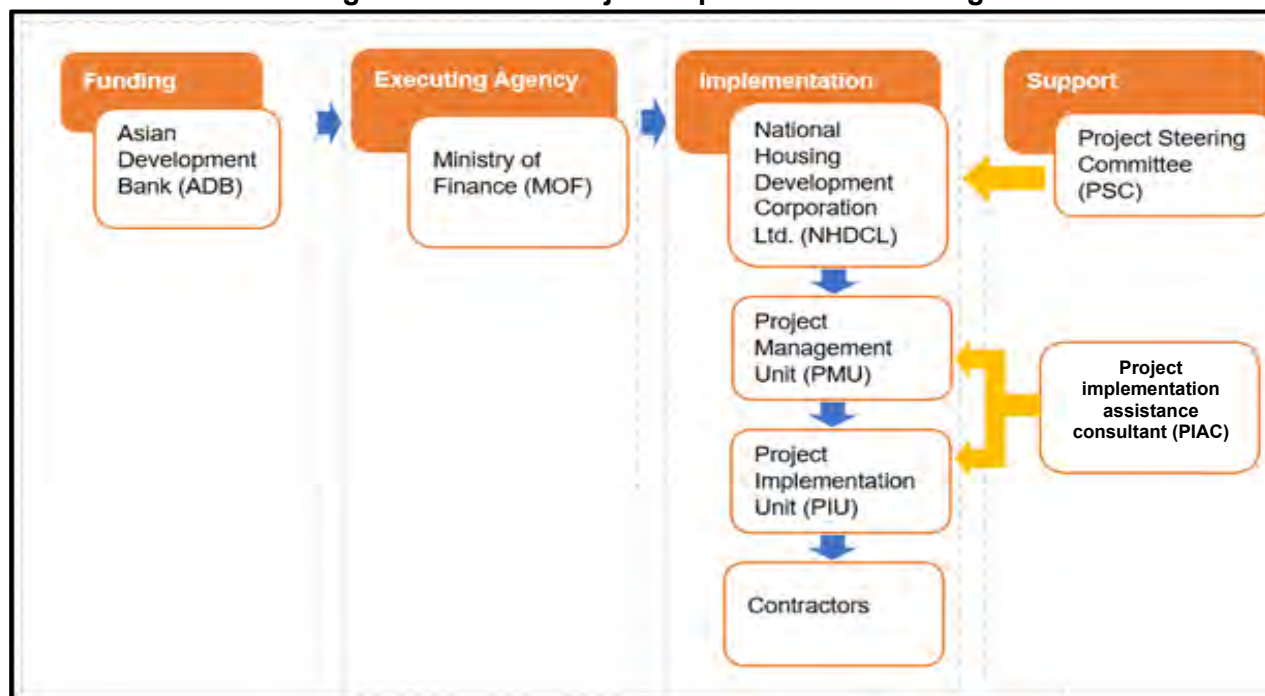 Funding
Asian
Development
Bank (ADB)
Executing Agency
Ministry of
Finance (MOF)
Implementation
National
Housing
Development
Corporation
Ltd. (NHDCL)
Project
Management
Unit (PMU)
Project
Implementation
Unit (PIU)
Contractors
Support
Project Steering
Committee
(PSC)
Project
implementation
assistance
consultant (PIAC)